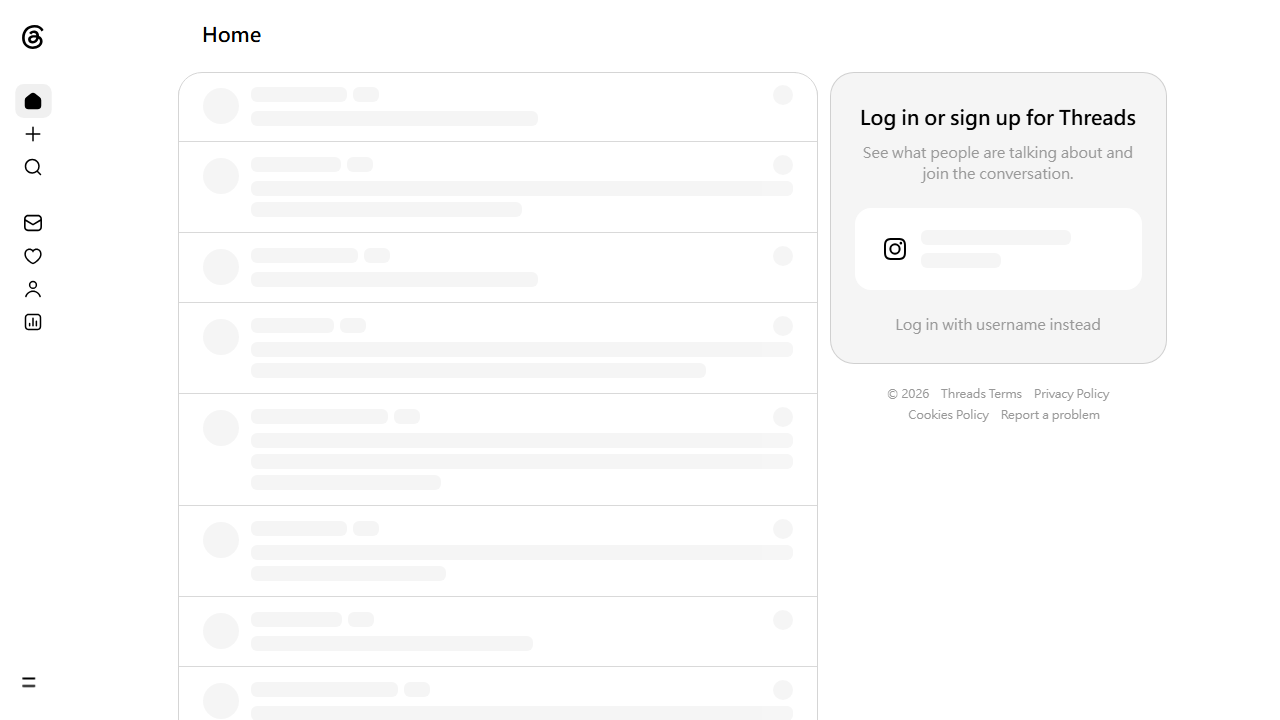 Home
Log in or sign up for Threads
See what people are talking about and
join the conversation.
Log in with username instead
© 2026 Threads Terms Privacy Policy
Cookies Policy Report a problem